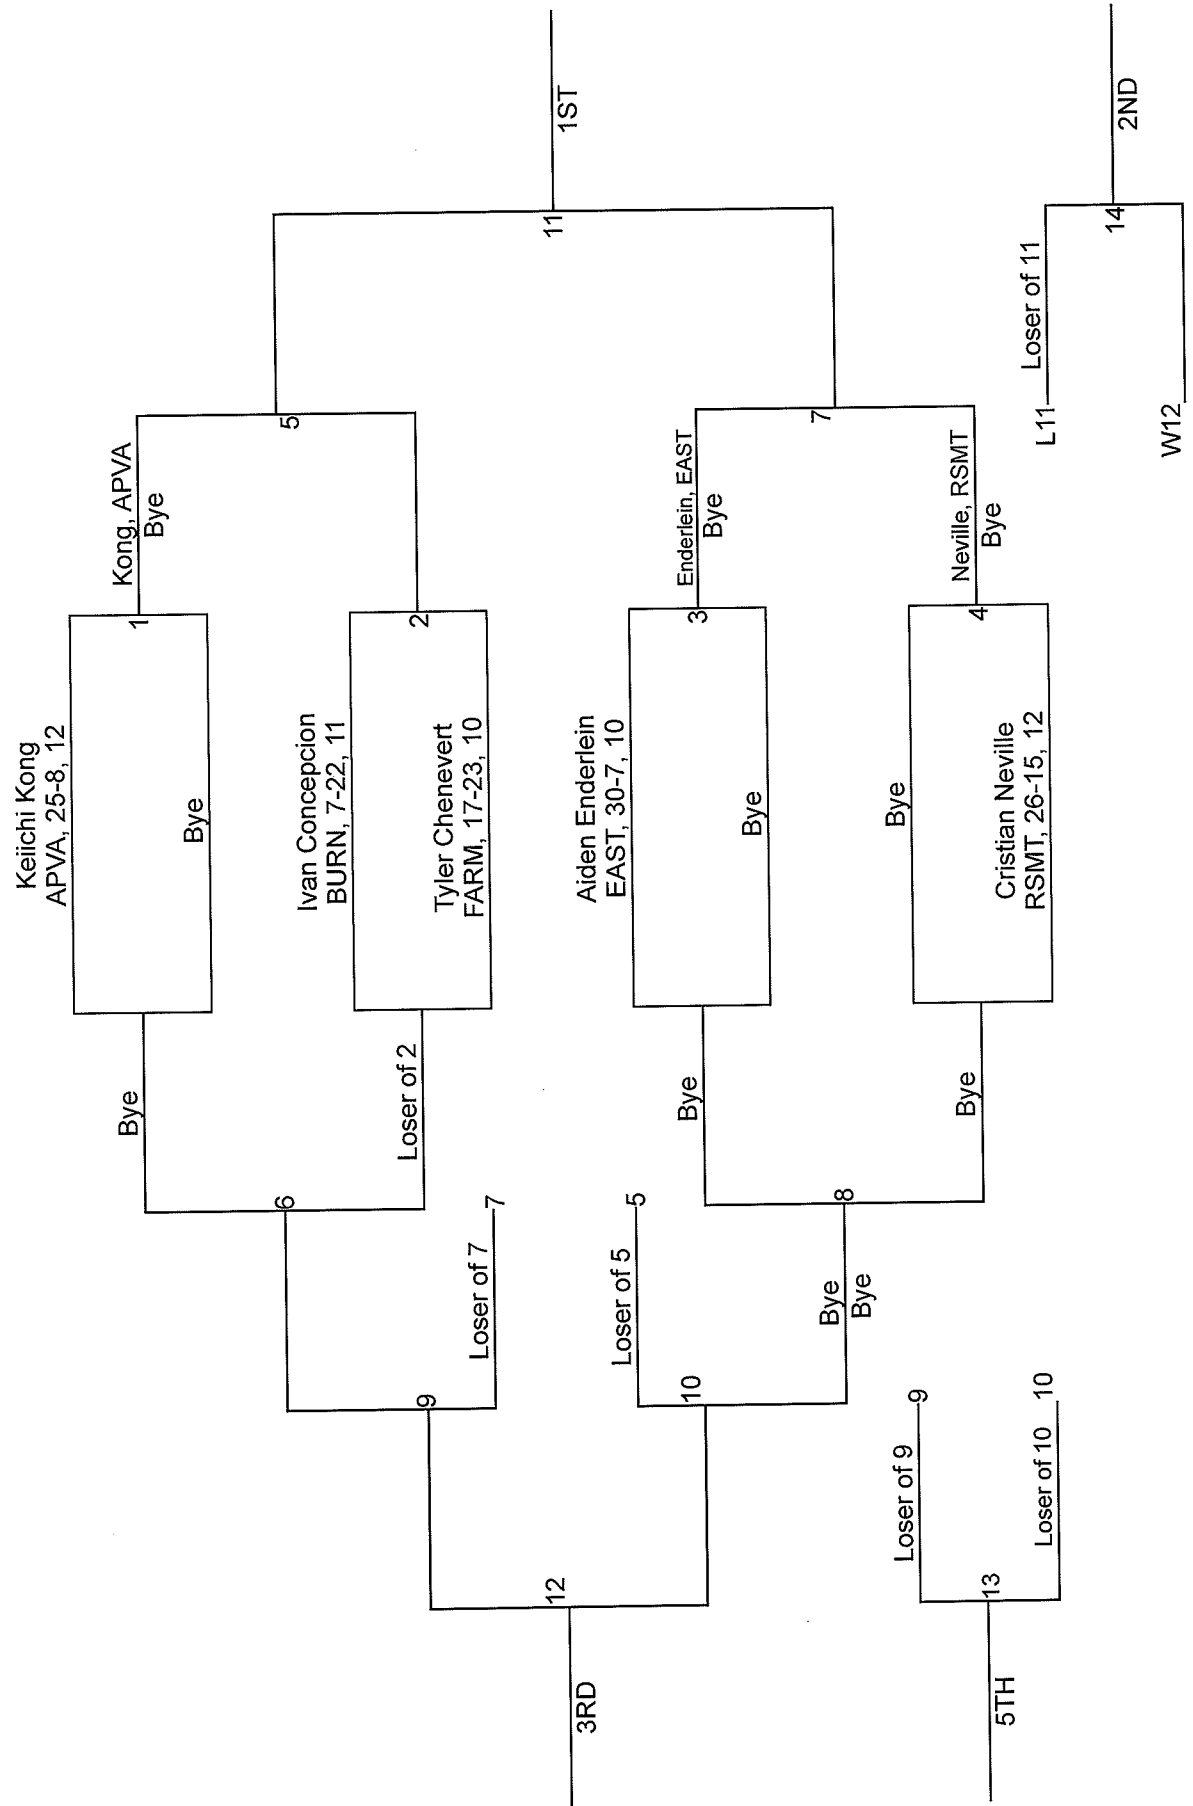 Keiichi Kong
APVA, 25-8, 12
Bye
1
Kong, APVA
Bye
Bye
Ivan Concepcion
BURN, 7-22, 11
Tyler Chenevert
FARM, 17-23, 10
2
Loser of 2
5
6
Loser of 7
7
9
Aiden Enderlein
EAST, 30-7, 10
Bye
3
Enderlein, EAST
Bye
Bye
Bye
Cristian Neville
RSMT, 26-15, 12
4
Neville, RSMT
Bye
Bye
7
8
Loser of 5
5
Bye
Bye
10
11
1ST
12
3RD
Loser of 9
9
Loser of 10
10
13
5TH
L11
Loser of 11
W12
14
2ND